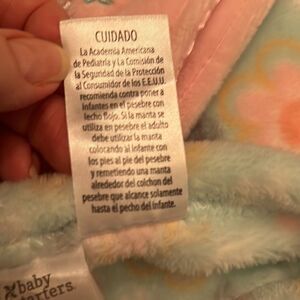 CUIDADO
La Academia Americana
de Pediatría y La Comisión de
la Seguridad de la Protección
al Consumidor de los E.E.U.U.
recomienda contra poner a
infantes en el pesebre con
lecho flojo. Si la manta se
utiliza en pesebre el adulto
debe utilizar la manta
colocando al infante con
los pies al pie del pesebre
y remetiendo una manta
alrededor del colchon del
pesebre que alcance solamente
hasta el pecho del infante.
baby
starters